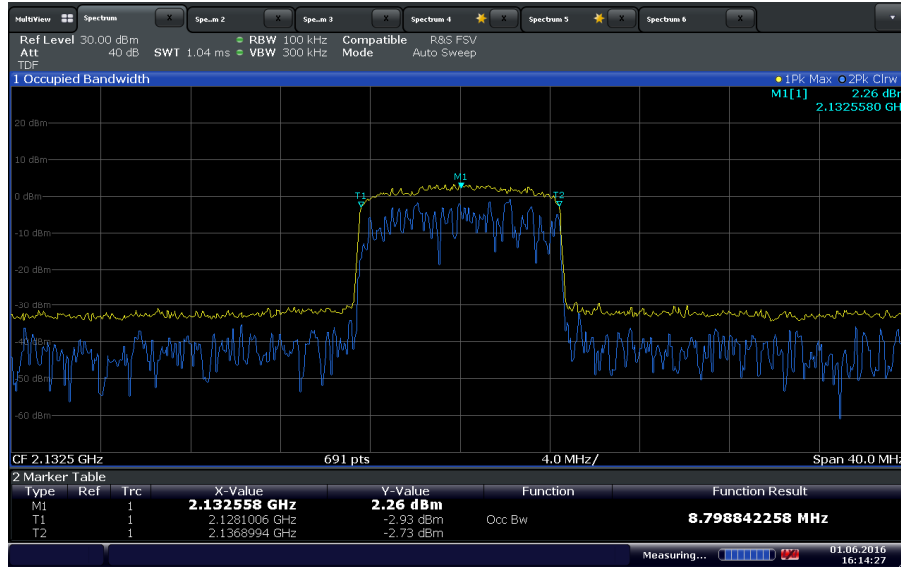 MultiView Spectrum X Spe...m 2 X Spe...m 3 X Spectrum 4 X Spectrum 5 X Spectrum 6 X
Ref Level 30.00 dBm RBW 100 kHz Compatible R&S FSV
Att 40 dB SWT 1.04 ms VBW 300 kHz Mode Auto Sweep
TDF
1 Occupied Bandwidth 1Pk Max 2Pk Clrw
M1[1] 2.26 dBm
2.1325580 GH
20 dBm
10 dBm
M1
T1 T2
0 dBm
-10 dBm
-20 dBm
-30 dBm
-40 dBm
-50 dBm
-60 dBm
CF 2.1325 GHz 691 pts 4.0 MHz/ Span 40.0 MHz
2 Marker Table
Type Ref Trc X-Value Y-Value Function Function Result
M1 1 2.132558 GHz 2.26 dBm
T1 1 2.1281006 GHz -2.93 dBm Occ Bw 8.798842258 MHz
T2 1 2.1368994 GHz -2.73 dBm
Measuring... 01.06.2016
16:14:27